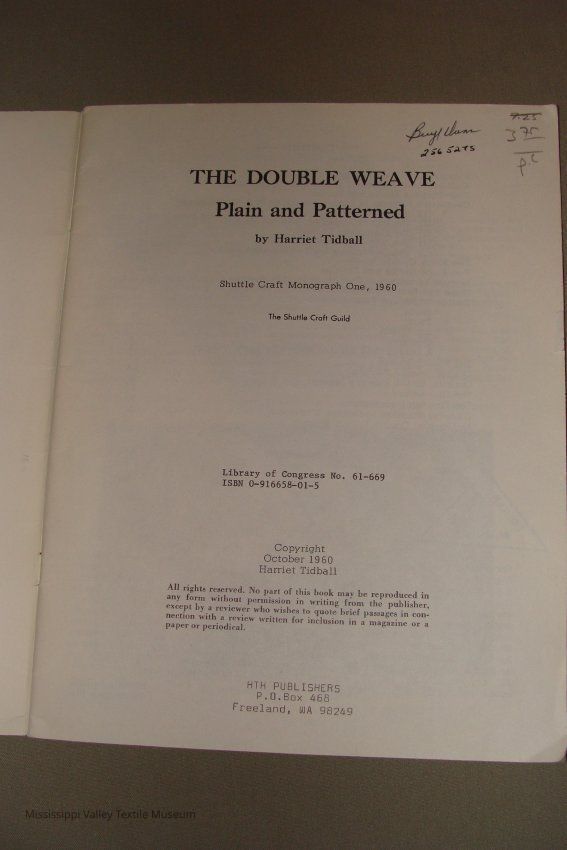 256 5275
7.25
3 75
p.c
THE DOUBLE WEAVE
Plain and Patterned
by Harriet Tidball
Shuttle Craft Monograph One, 1960
The Shuttle Craft Guild
Library of Congress No. 61-669
ISBN 0-916658-01-5
Copyright
October 1960
Harriet Tidball
All rights reserved. No part of this book may be reproduced in
any form without permission in writing from the publisher,
except by a reviewer who wishes to quote brief passages in con-
nection with a review written for inclusion in a magazine or a
paper or periodical.
HTH PUBLISHERS
P.O.Box 468
Freeland, WA 98249
Mississippi Valley Textile Museum